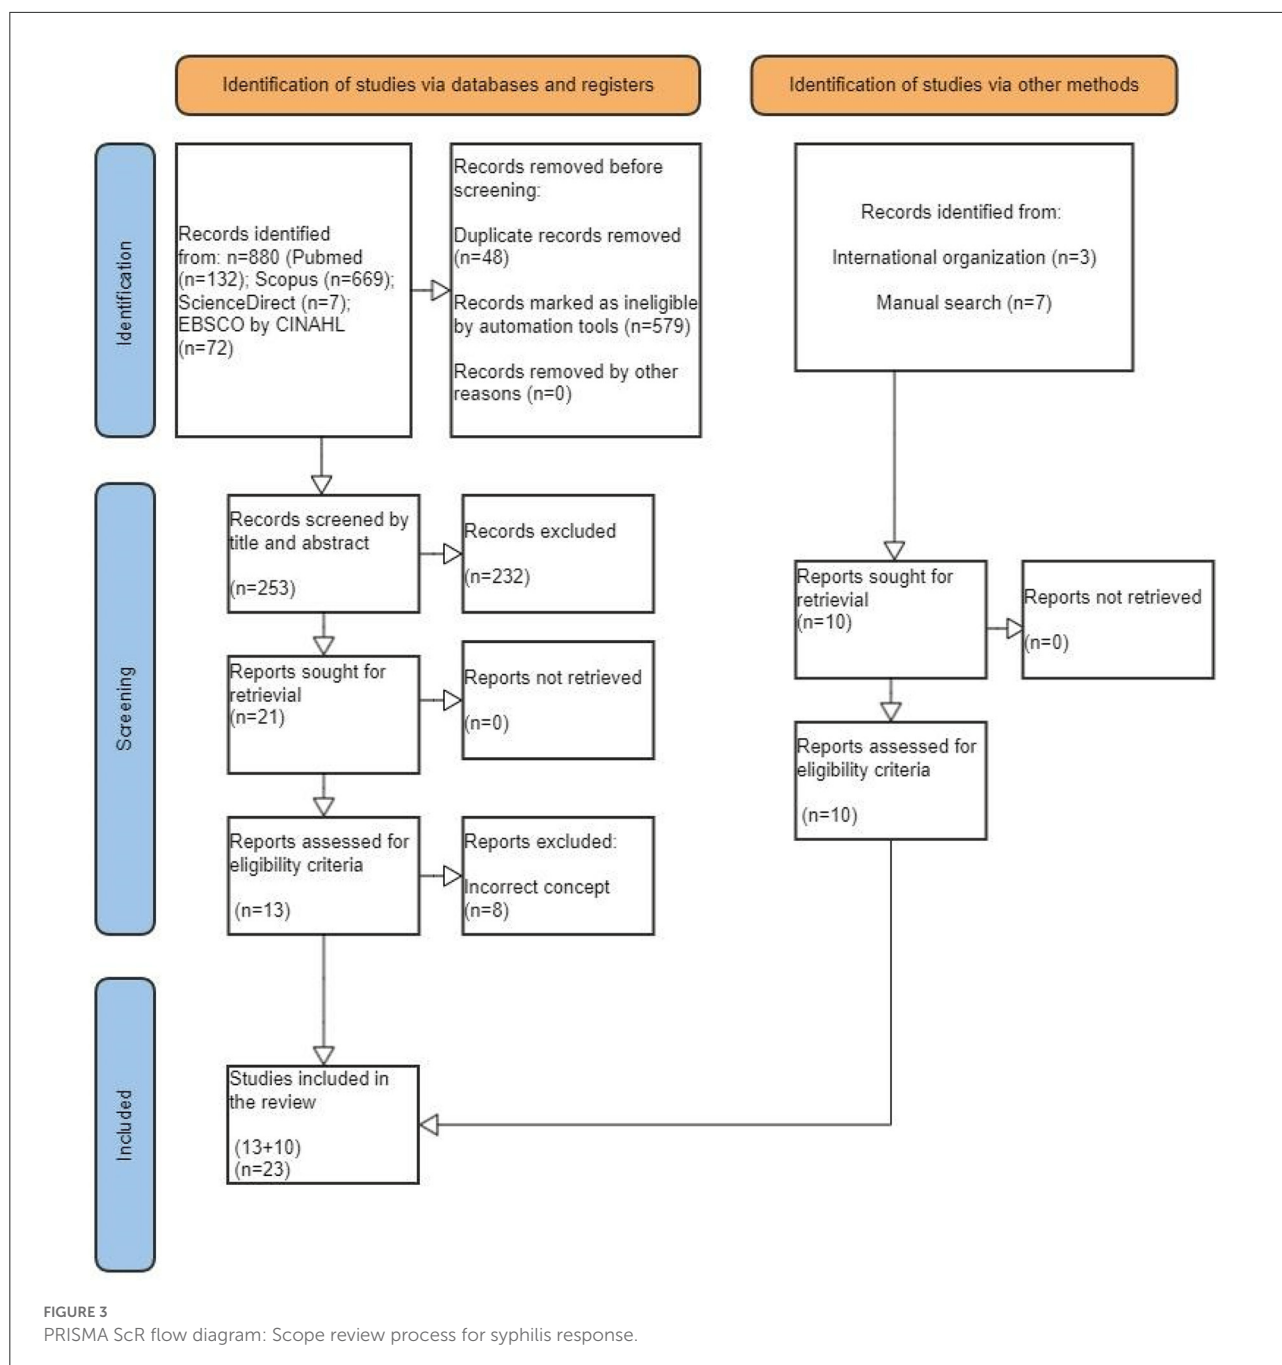 Identification of studies via databases and registers
Identification of studies via other methods
Identification
Records identified
from: n=880 (Pubmed
(n=132); Scopus (n=669);
ScienceDirect (n=7);
EBSCO by CINAHL
(n=72)
Records removed before
screening:
Duplicate records removed
(n=48)
Records marked as ineligible
by automation tools (n=579)
Records removed by other
reasons (n=0)
Records identified from:
International organization (n=3)
Manual search (n=7)
Screening
Records screened by
title and abstract
(n=253)
Records excluded
(n=232)
Reports sought for
retrievial
(n=21)
Reports not retrieved
(n=0)
Reports assessed for
eligibility criteria
(n=13)
Reports excluded:
Incorrect concept
(n=8)
Reports sought for
retrievial
(n=10)
Reports not retrieved
(n=0)
Reports assessed for
eligibility criteria
(n=10)
Included
Studies included in
the review
(13+10)
(n=23)
FIGURE 3
PRISMA ScR flow diagram: Scope review process for syphilis response.